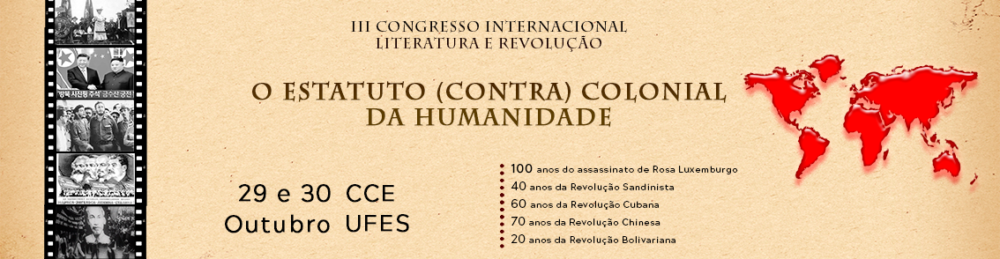 III CONGRESSO INTERNACIONAL
LITERATURA E REVOLUÇÃO
O ESTATUTO (CONTRA) COLONIAL
DA HUMANIDADE
100 anos do assassinato de Rosa Luxemburgo
40 anos da Revolução Sandinista
60 anos da Revolução Cubana
70 anos da Revolução Chinesa
20 anos da Revolução Bolivariana
29 e 30 CCE
Outubro UFES